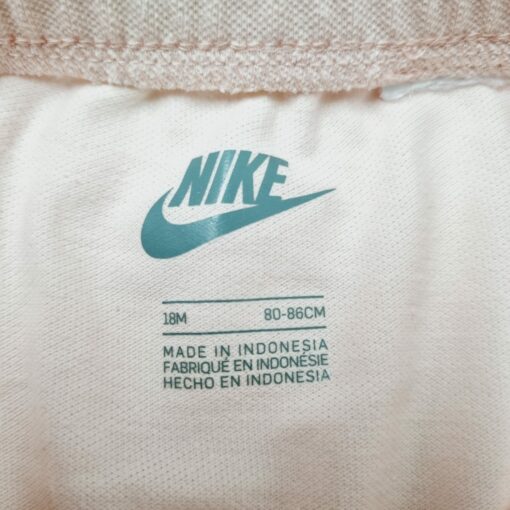 NIKE
18M 80-86CM
MADE IN INDONESIA
FABRIQUÉ EN INDONÉSIE
HECHO EN INDONESIA